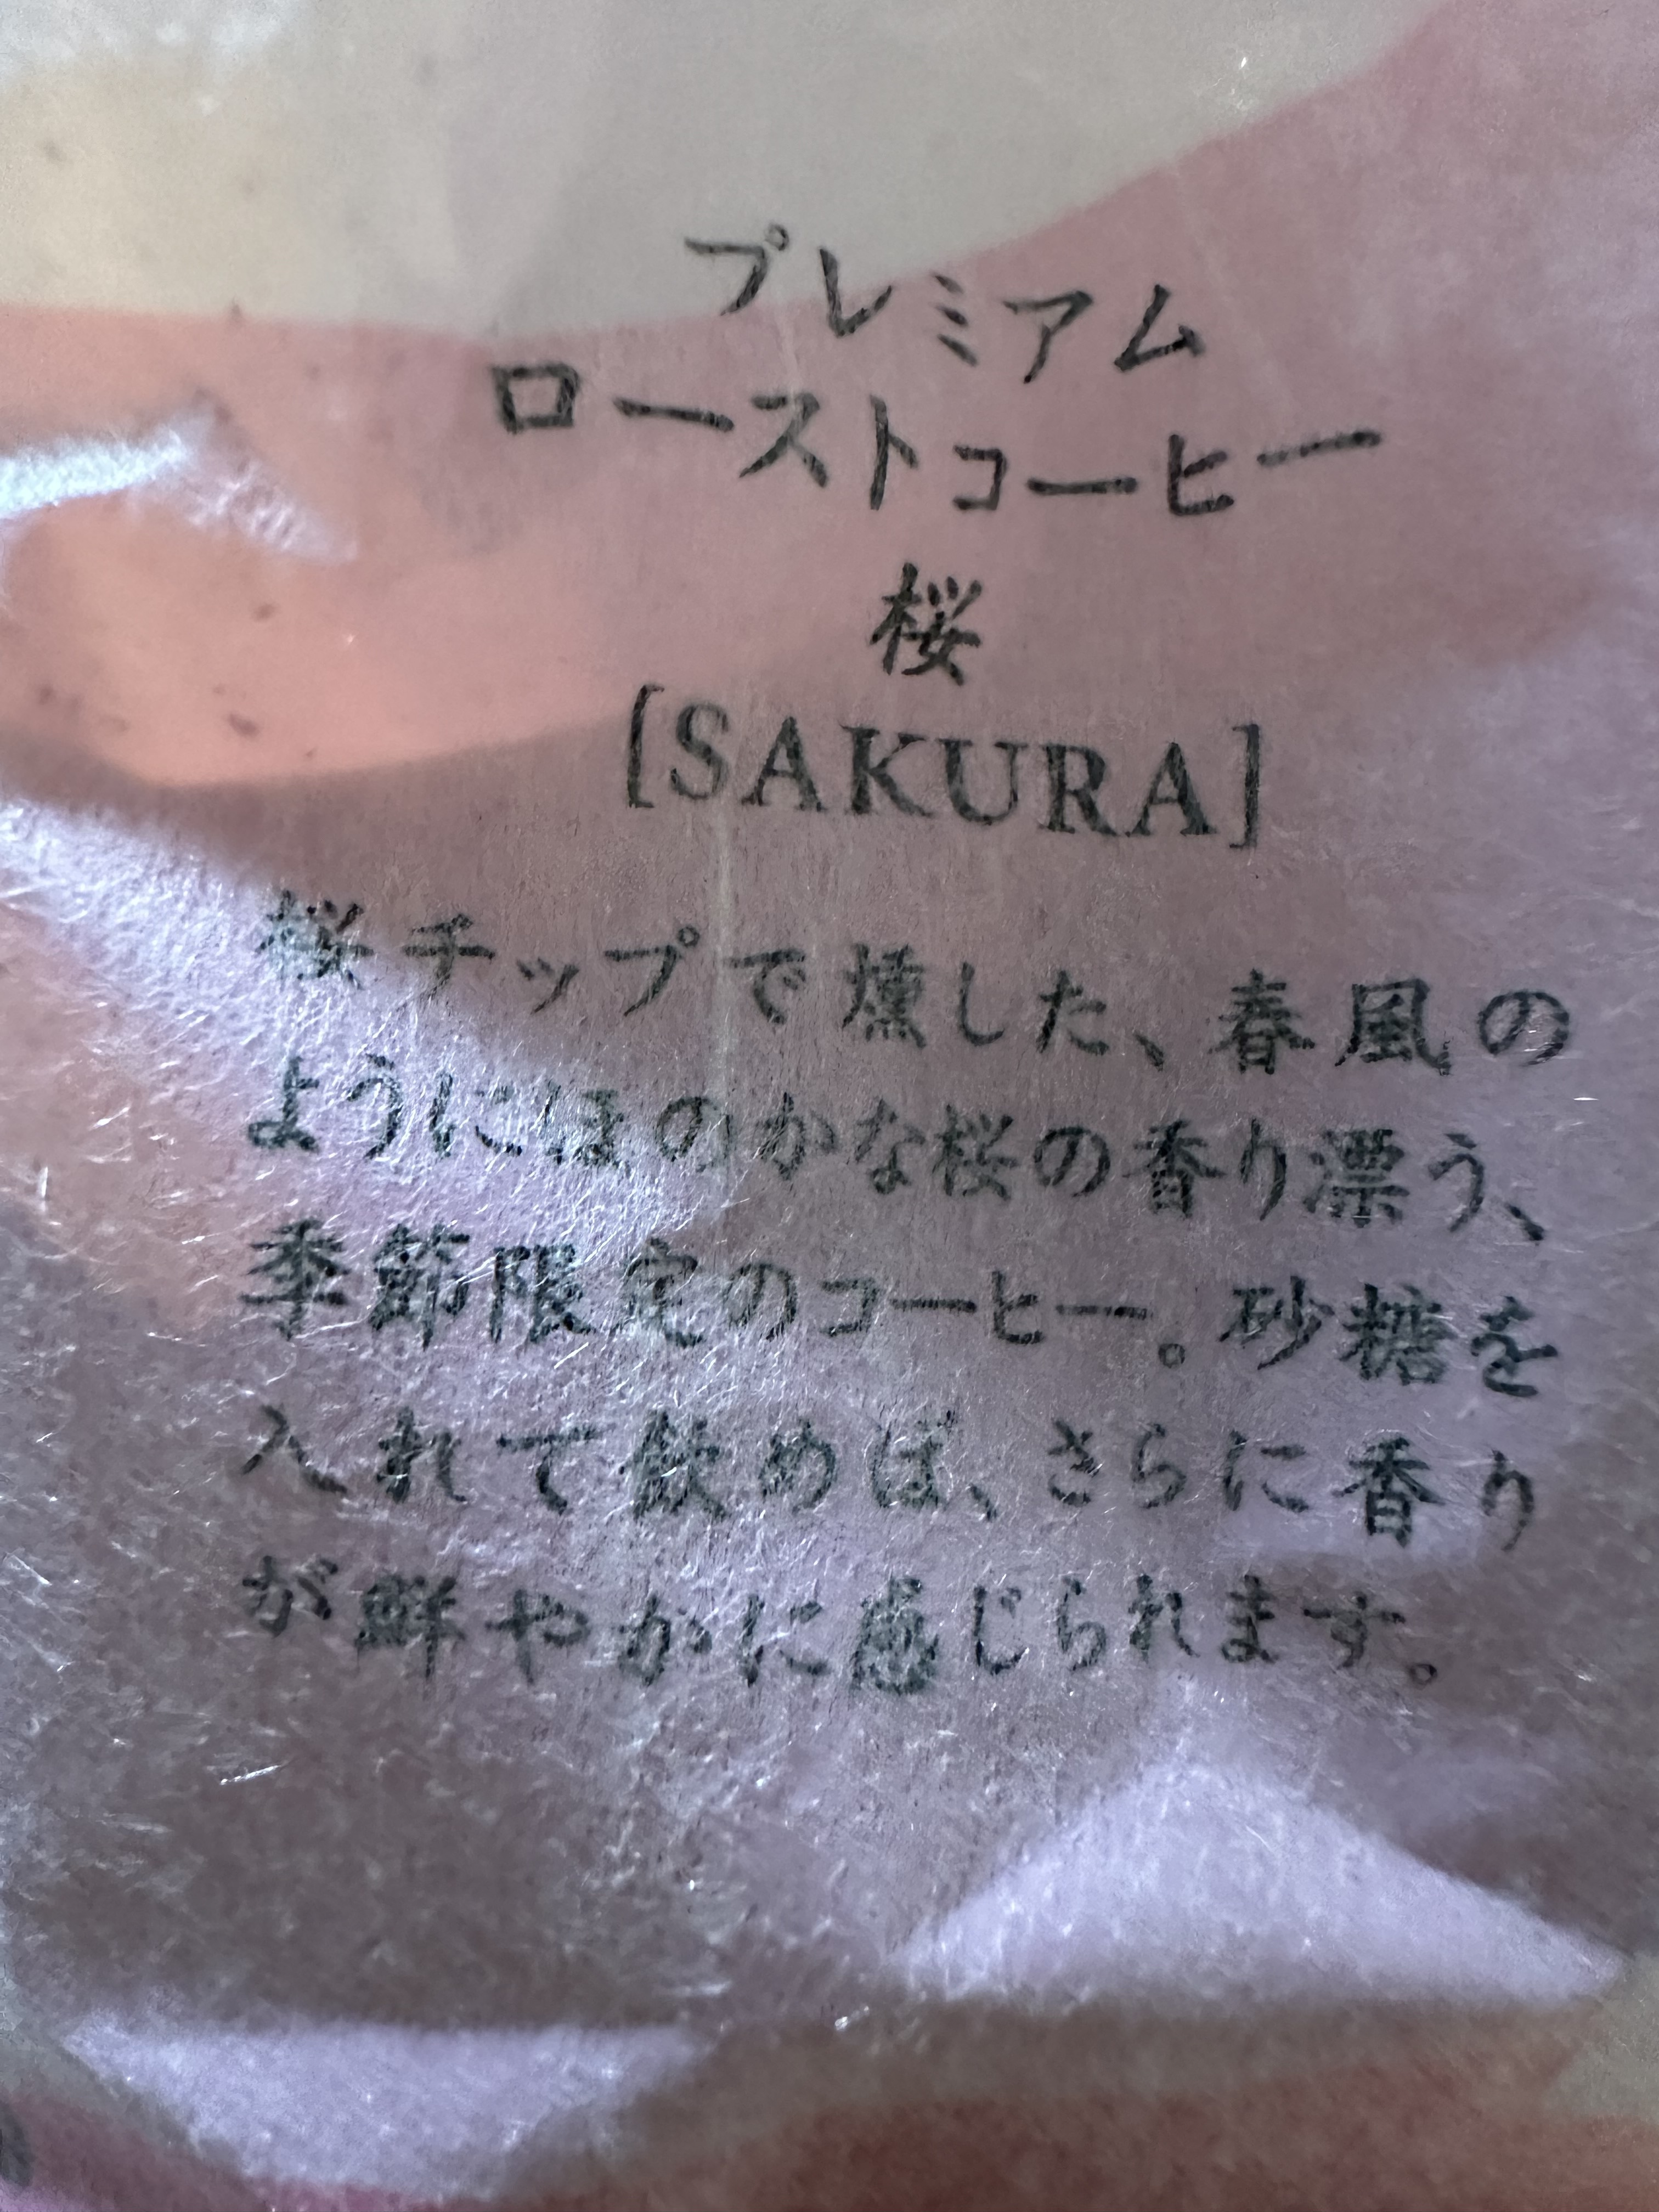 プレミアム
ローストコーヒー
桜
[SAKURA]
桜チップで燻した、春風の
ようにほのかな桜の香り漂う、
季節限定のコーヒー。砂糖を
入れて飲めば、さらに香り
が鮮やかに感じられます。